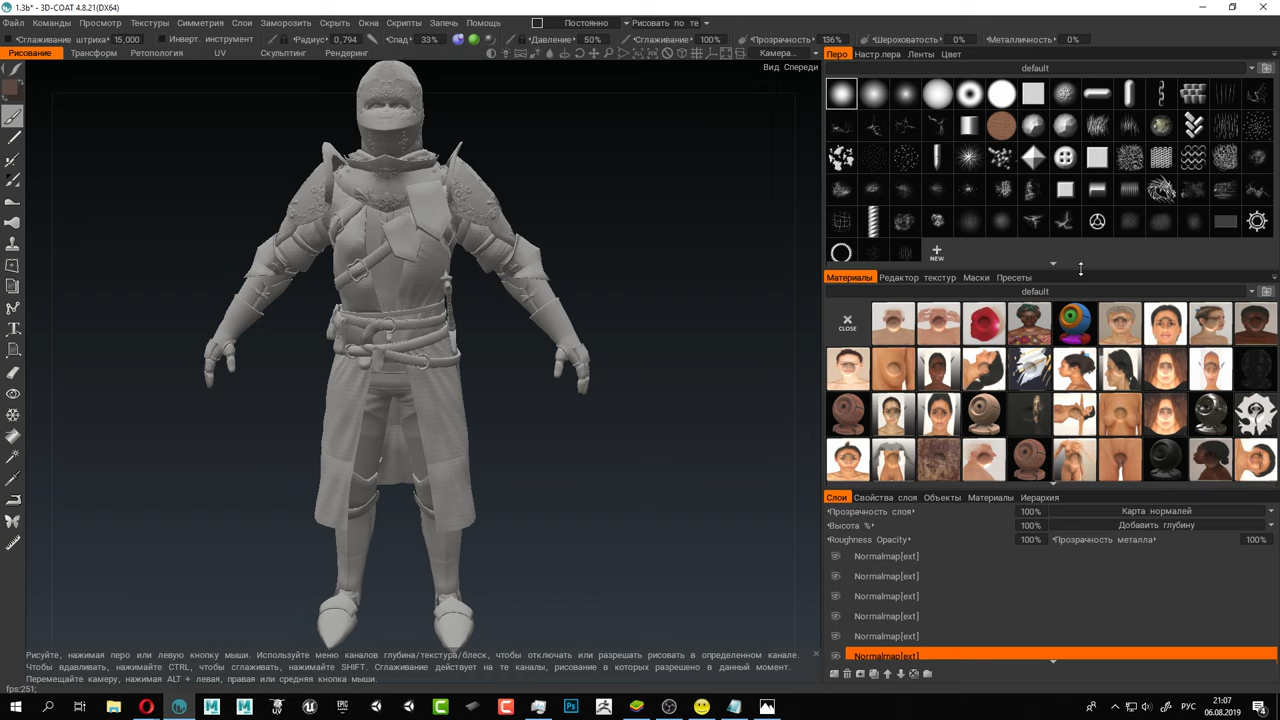 1.3b* - 3D-COAT 4.8.21(DX64)
Файл Команды Просмотр Текстуры Симметрия Слои Заморозить Скрыть Окна Скрипты Запечь Помощь Постоянно Рисовать по те
Сглаживание штриха 15,000 Инверт.инструмент Радиус 0,794 Спад 33% Давление 50% Сглаживание 100% Прозрачность 136% Шероховатость 0% Металличность 0%
Рисование Трансформ Ретопология UV Скульптинг Рендеринг Камера...
Вид Спереди
Перо Настр.пера Ленты Цвет
default
NEW
Материалы Редактор текстур Маски Пресеты
default
CLOSE
Слои Свойства слоя Объекты Материалы Иерархия
Прозрачность слоя 100% Карта нормалей
Высота % 100% Добавить глубину
Roughness Opacity 100% Прозрачность металла 100%
Normalmap[ext]
Normalmap[ext]
Normalmap[ext]
Normalmap[ext]
Normalmap[ext]
Normalmap[ext]
Рисуйте, нажимая перо или левую кнопку мыши. Используйте меню каналов глубина/текстура/блеск, чтобы отключить или разрешать рисовать в определенном канале.
Чтобы вдавливать, нажимайте CTRL, чтобы сглаживать, нажимайте SHIFT. Сглаживание действует на те каналы, рисование в которых разрешено в данный момент.
Перемещайте камеру, нажимая ALT + левая, правая или средняя кнопка мыши.
fps:251;
РУС
21:07
06.08.2019